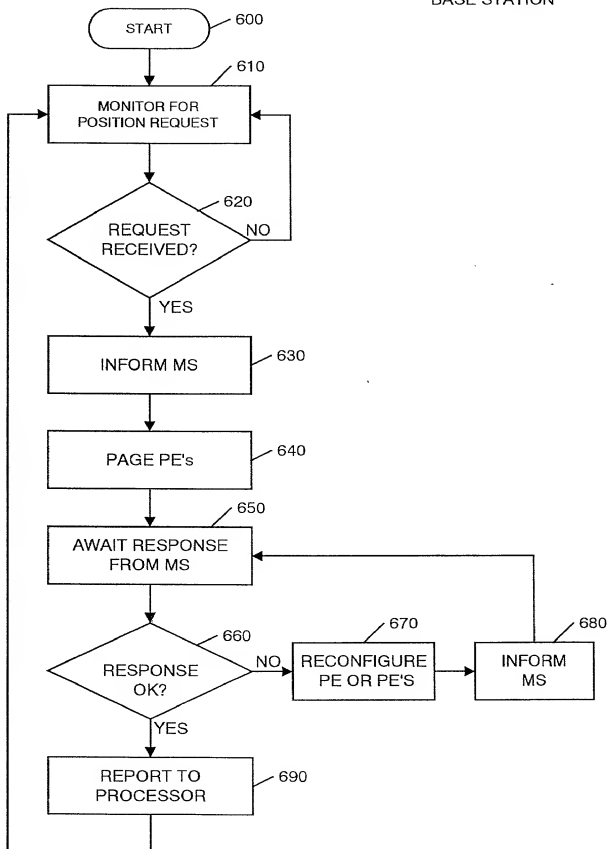 BASE STATION
START
600
610
MONITOR FOR
POSITION REQUEST
620
REQUEST
RECEIVED?
NO
YES
INFORM MS
630
PAGE PE's
640
650
AWAIT RESPONSE
FROM MS
660
RESPONSE
OK?
NO
670
RECONFIGURE
PE OR PE'S
680
INFORM
MS
YES
REPORT TO
PROCESSOR
690